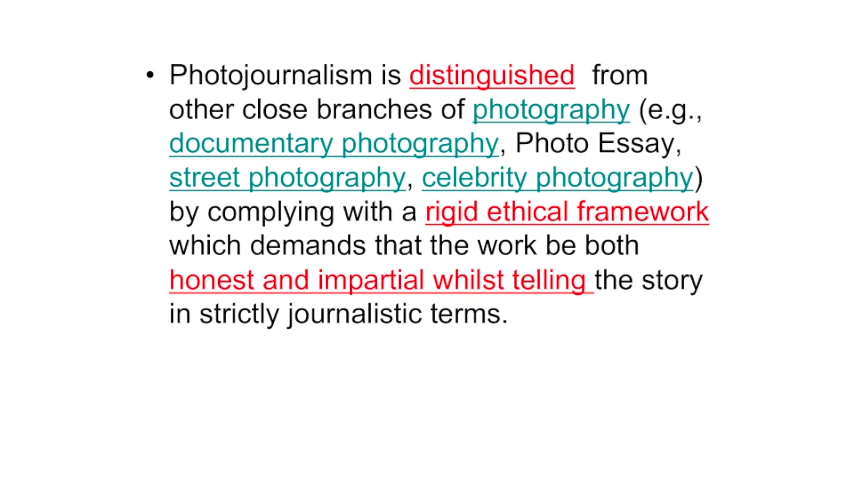 • Photojournalism is distinguished from
other close branches of photography (e.g.,
documentary photography, Photo Essay,
street photography, celebrity photography)
by complying with a rigid ethical framework
which demands that the work be both
honest and impartial whilst telling the story
in strictly journalistic terms.